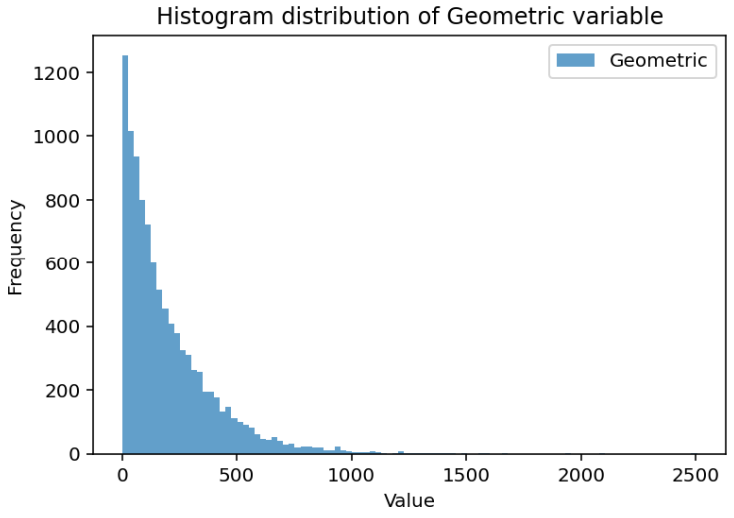 Histogram distribution of Geometric variable
Geometric
1200
1000
800
600
400
200
0
Frequency
0 500 1000 1500 2000 2500
Value